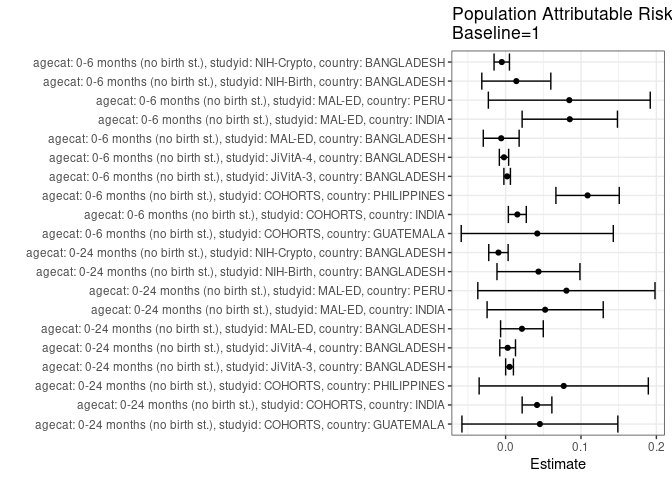 Population Attributable Risk
Baseline=1
agecat: 0-6 months (no birth st.), studyid: NIH-Crypto, country: BANGLADESH
agecat: 0-6 months (no birth st.), studyid: NIH-Birth, country: BANGLADESH
agecat: 0-6 months (no birth st.), studyid: MAL-ED, country: PERU
agecat: 0-6 months (no birth st.), studyid: MAL-ED, country: INDIA
agecat: 0-6 months (no birth st.), studyid: MAL-ED, country: BANGLADESH
agecat: 0-6 months (no birth st.), studyid: JiVitA-4, country: BANGLADESH
agecat: 0-6 months (no birth st.), studyid: JiVitA-3, country: BANGLADESH
agecat: 0-6 months (no birth st.), studyid: COHORTS, country: PHILIPPINES
agecat: 0-6 months (no birth st.), studyid: COHORTS, country: INDIA
agecat: 0-6 months (no birth st.), studyid: COHORTS, country: GUATEMALA
agecat: 0-24 months (no birth st.), studyid: NIH-Crypto, country: BANGLADESH
agecat: 0-24 months (no birth st.), studyid: NIH-Birth, country: BANGLADESH
agecat: 0-24 months (no birth st.), studyid: MAL-ED, country: PERU
agecat: 0-24 months (no birth st.), studyid: MAL-ED, country: INDIA
agecat: 0-24 months (no birth st.), studyid: MAL-ED, country: BANGLADESH
agecat: 0-24 months (no birth st.), studyid: JiVitA-4, country: BANGLADESH
agecat: 0-24 months (no birth st.), studyid: JiVitA-3, country: BANGLADESH
agecat: 0-24 months (no birth st.), studyid: COHORTS, country: PHILIPPINES
agecat: 0-24 months (no birth st.), studyid: COHORTS, country: INDIA
agecat: 0-24 months (no birth st.), studyid: COHORTS, country: GUATEMALA
0.0 0.1 0.2
Estimate